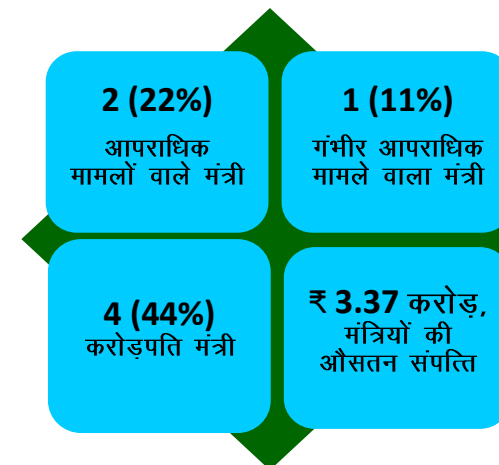 2 (22%)
आपराधिक
मामलों वाले मंत्री
1 (11%)
गंभीर आपराधिक
मामले वाला मंत्री
4 (44%)
करोड़पति मंत्री
₹ 3.37 करोड़,
मंत्रियों की
औसतन संपत्ति